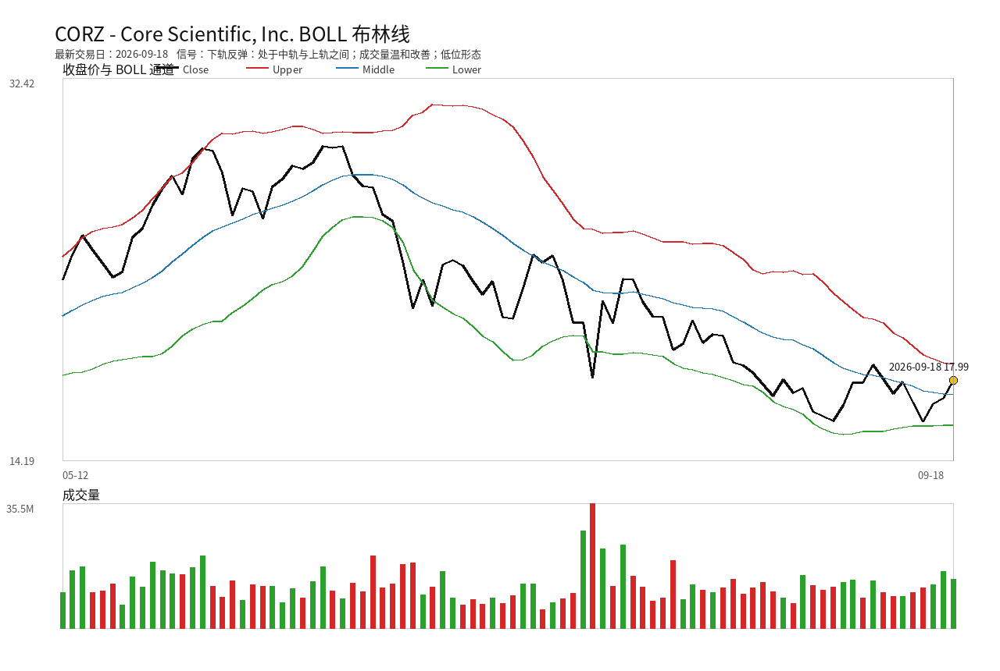 CORZ - Core Scientific, Inc. BOLL 布林线
最新交易日：2026-09-18 信号：下轨反弹：处于中轨与上轨之间；成交量温和改善；低位形态
收盘价与 BOLL 通道 Close Upper Middle Lower
32.42
2026-09-18 17.99
14.19
05-12 09-18
成交量
35.5M